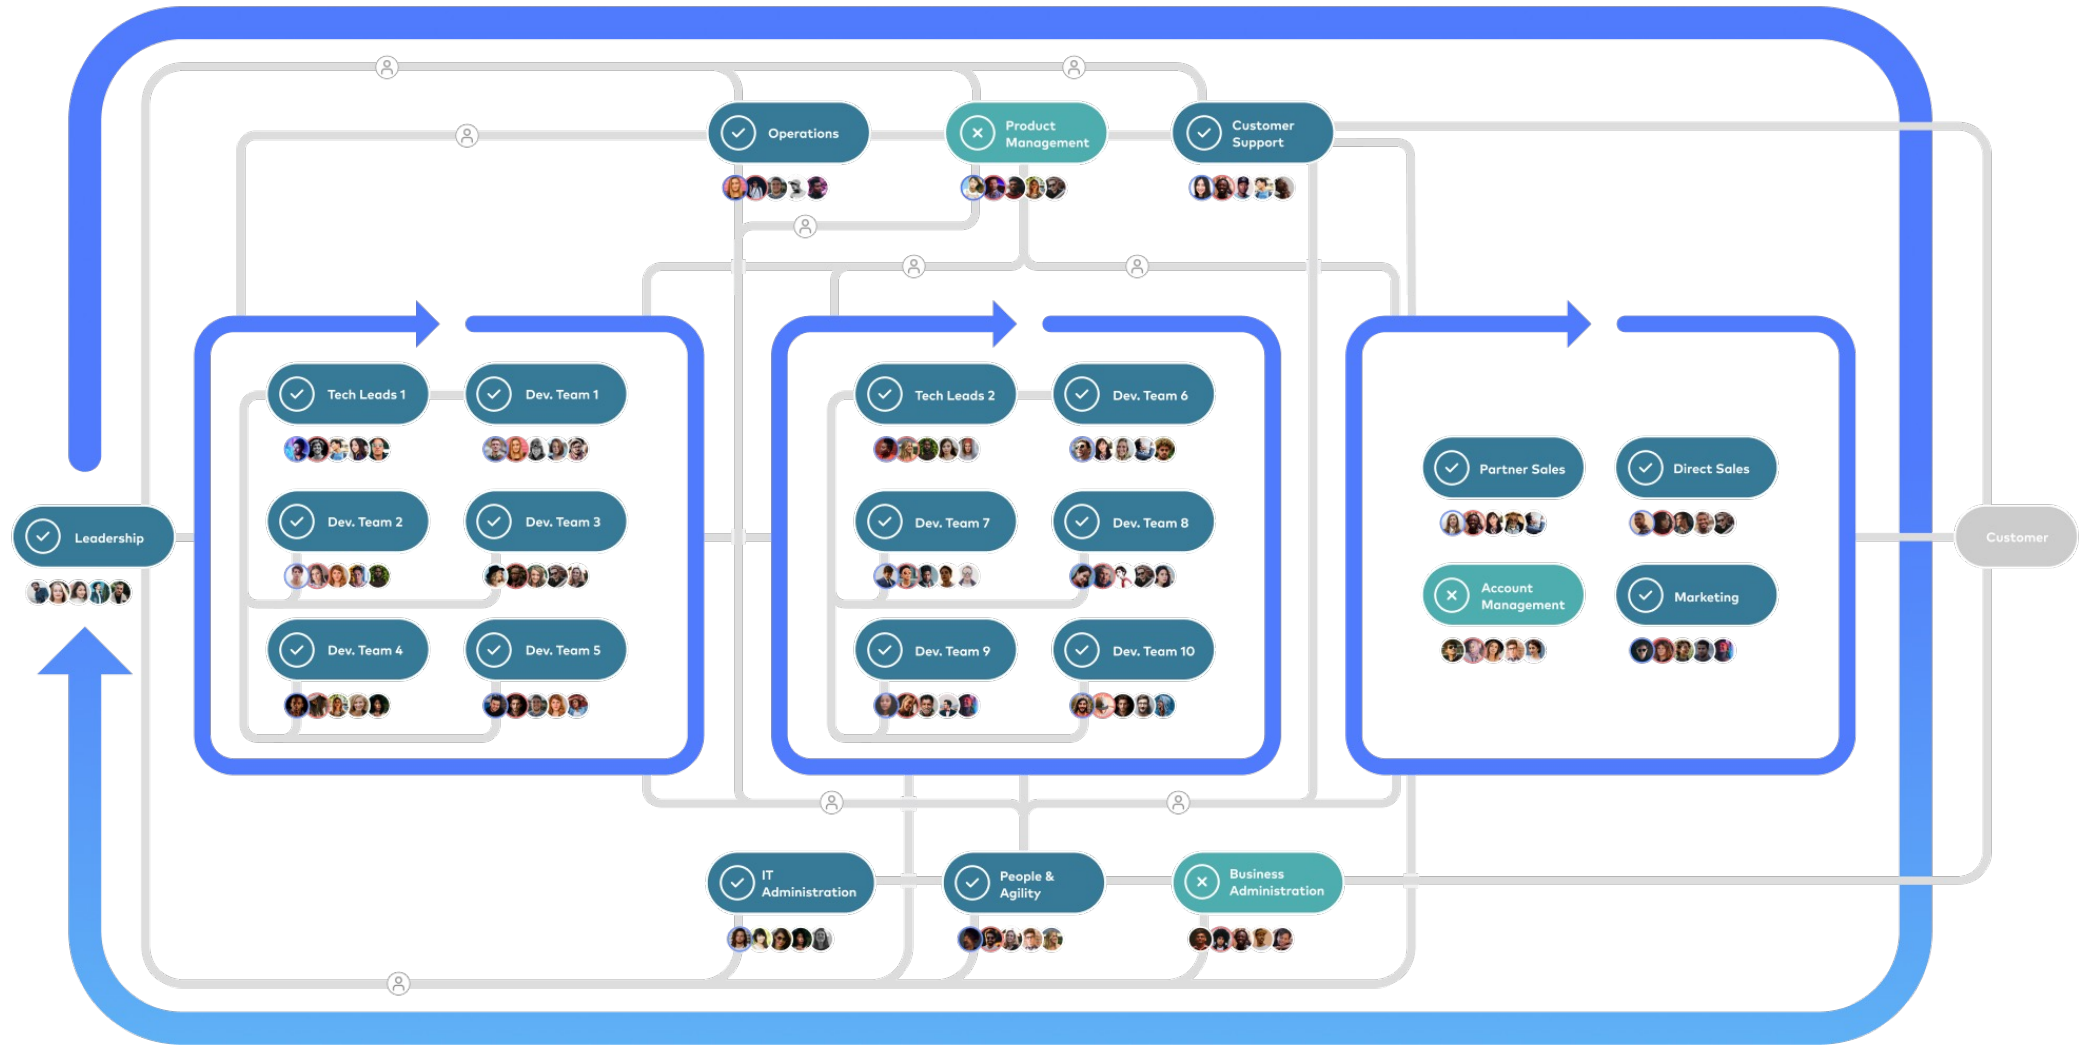 Operations
Product
Management
Customer
Support
Tech Leads 1
Dev. Team 1
Tech Leads 2
Dev. Team 6
Partner Sales
Direct Sales
Dev. Team 2
Dev. Team 3
Dev. Team 7
Dev. Team 8
Leadership
Customer
Account
Management
Marketing
Dev. Team 4
Dev. Team 5
Dev. Team 9
Dev. Team 10
IT
Administration
People &
Agility
Business
Administration